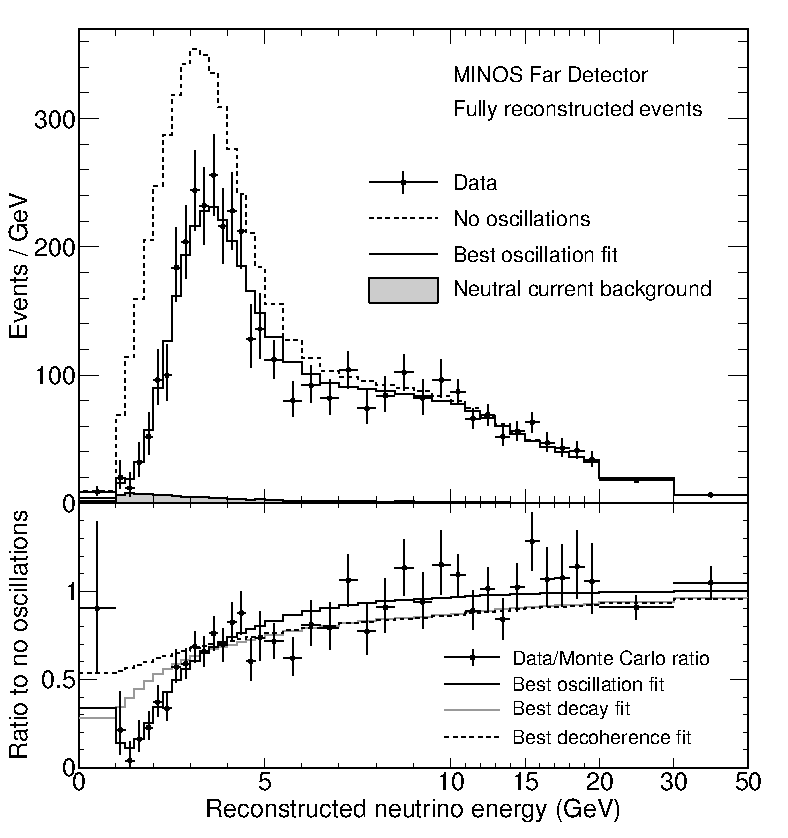 MINOS Far Detector
Fully reconstructed events
Data
No oscillations
Best oscillation fit
Neutral current background
Events / GeV
300
200
100
0
Ratio to no oscillations
1
0.5
0
Data/Monte Carlo ratio
Best oscillation fit
Best decay fit
Best decoherence fit
0 5 10 15 20 30 50
Reconstructed neutrino energy (GeV)